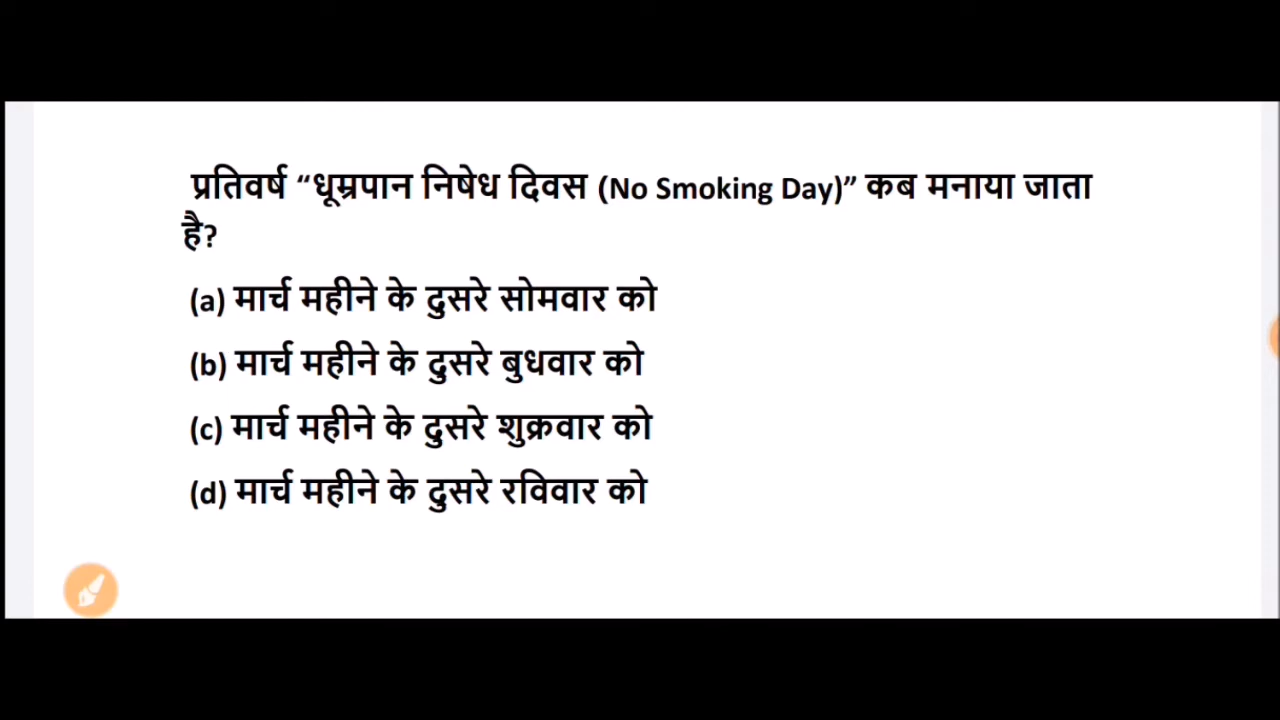 प्रतिवर्ष “धूम्रपान निषेध दिवस (No Smoking Day)” कब मनाया जाता
है?
(a) मार्च महीने के दुसरे सोमवार को
(b) मार्च महीने के दुसरे बुधवार को
(c) मार्च महीने के दुसरे शुक्रवार को
(d) मार्च महीने के दुसरे रविवार को